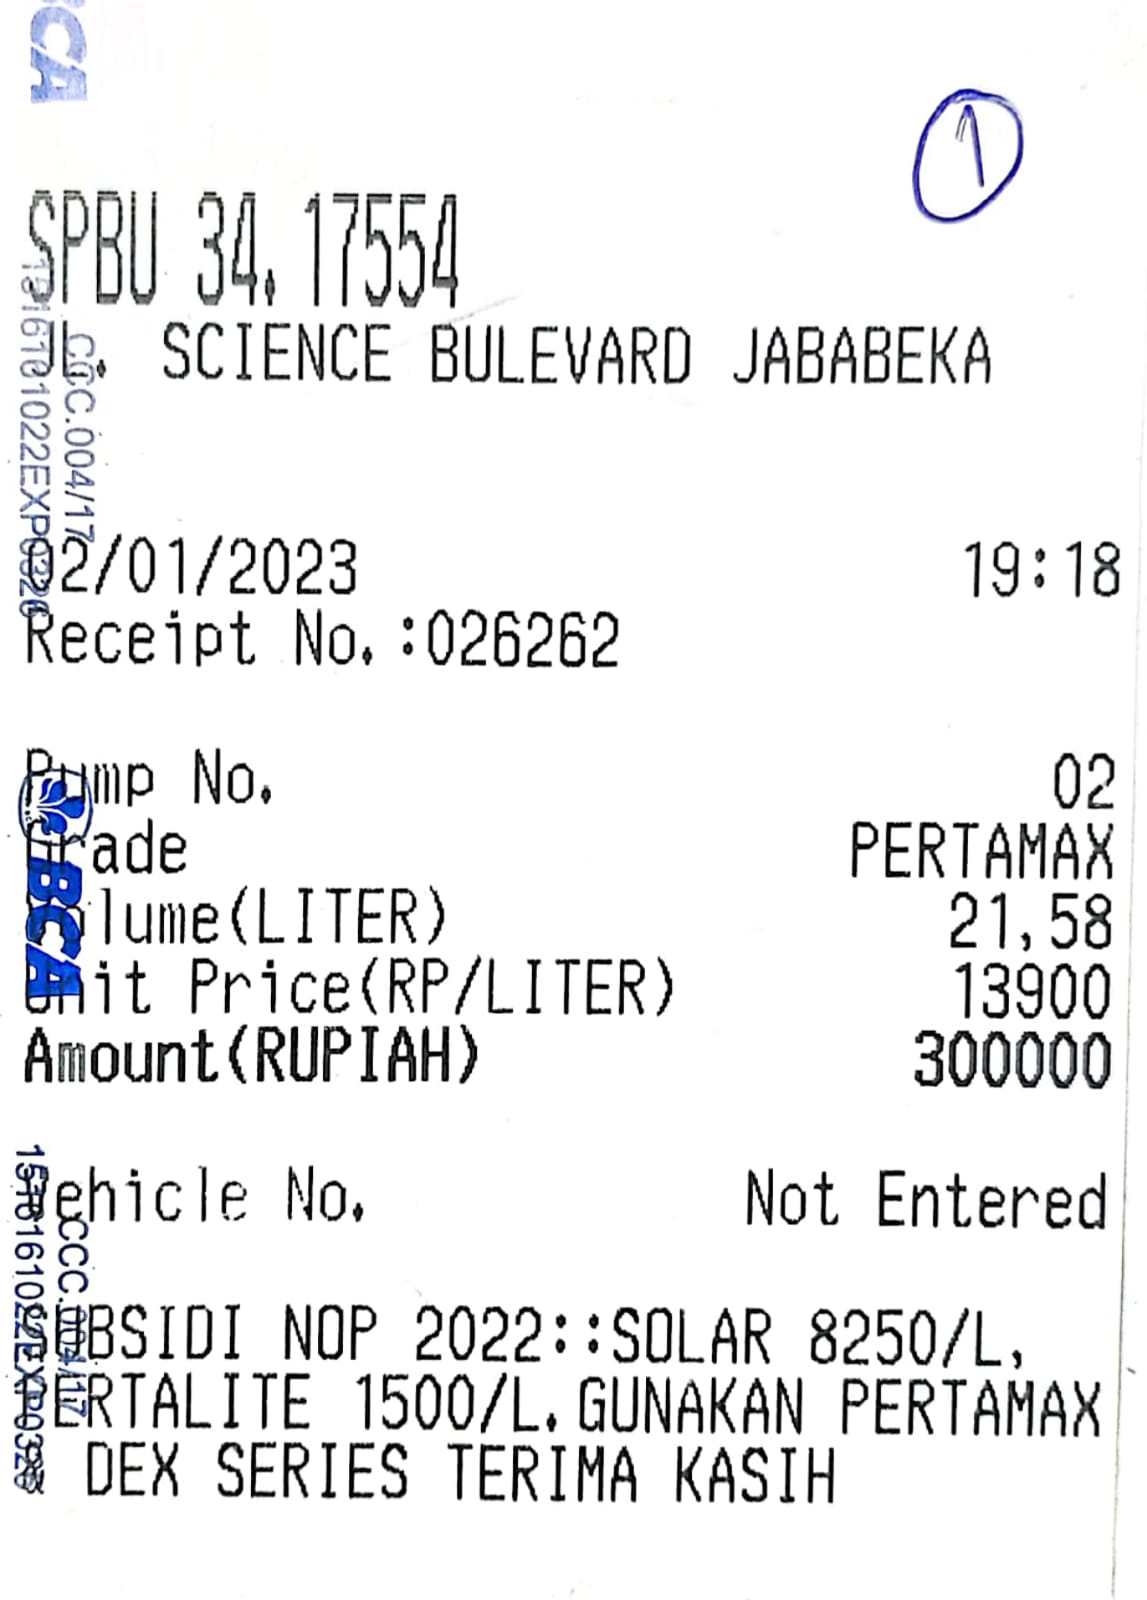 BCA
1
SPBU 34.17554
JL. SCIENCE BULEVARD JABABEKA
CCC.004/17
02/01/2023 19:18
Receipt No.:026262
Pump No. 02
Grade PERTAMAX
Volume(LITER) 21,58
BCA
Unit Price(RP/LITER) 13900
Amount(RUPIAH) 300000
Vehicle No. Not Entered
CCC.004/17
SUBSIDI NOP 2022::SOLAR 8250/L,
PERTALITE 1500/L.GUNAKAN PERTAMAX
DEX SERIES TERIMA KASIH